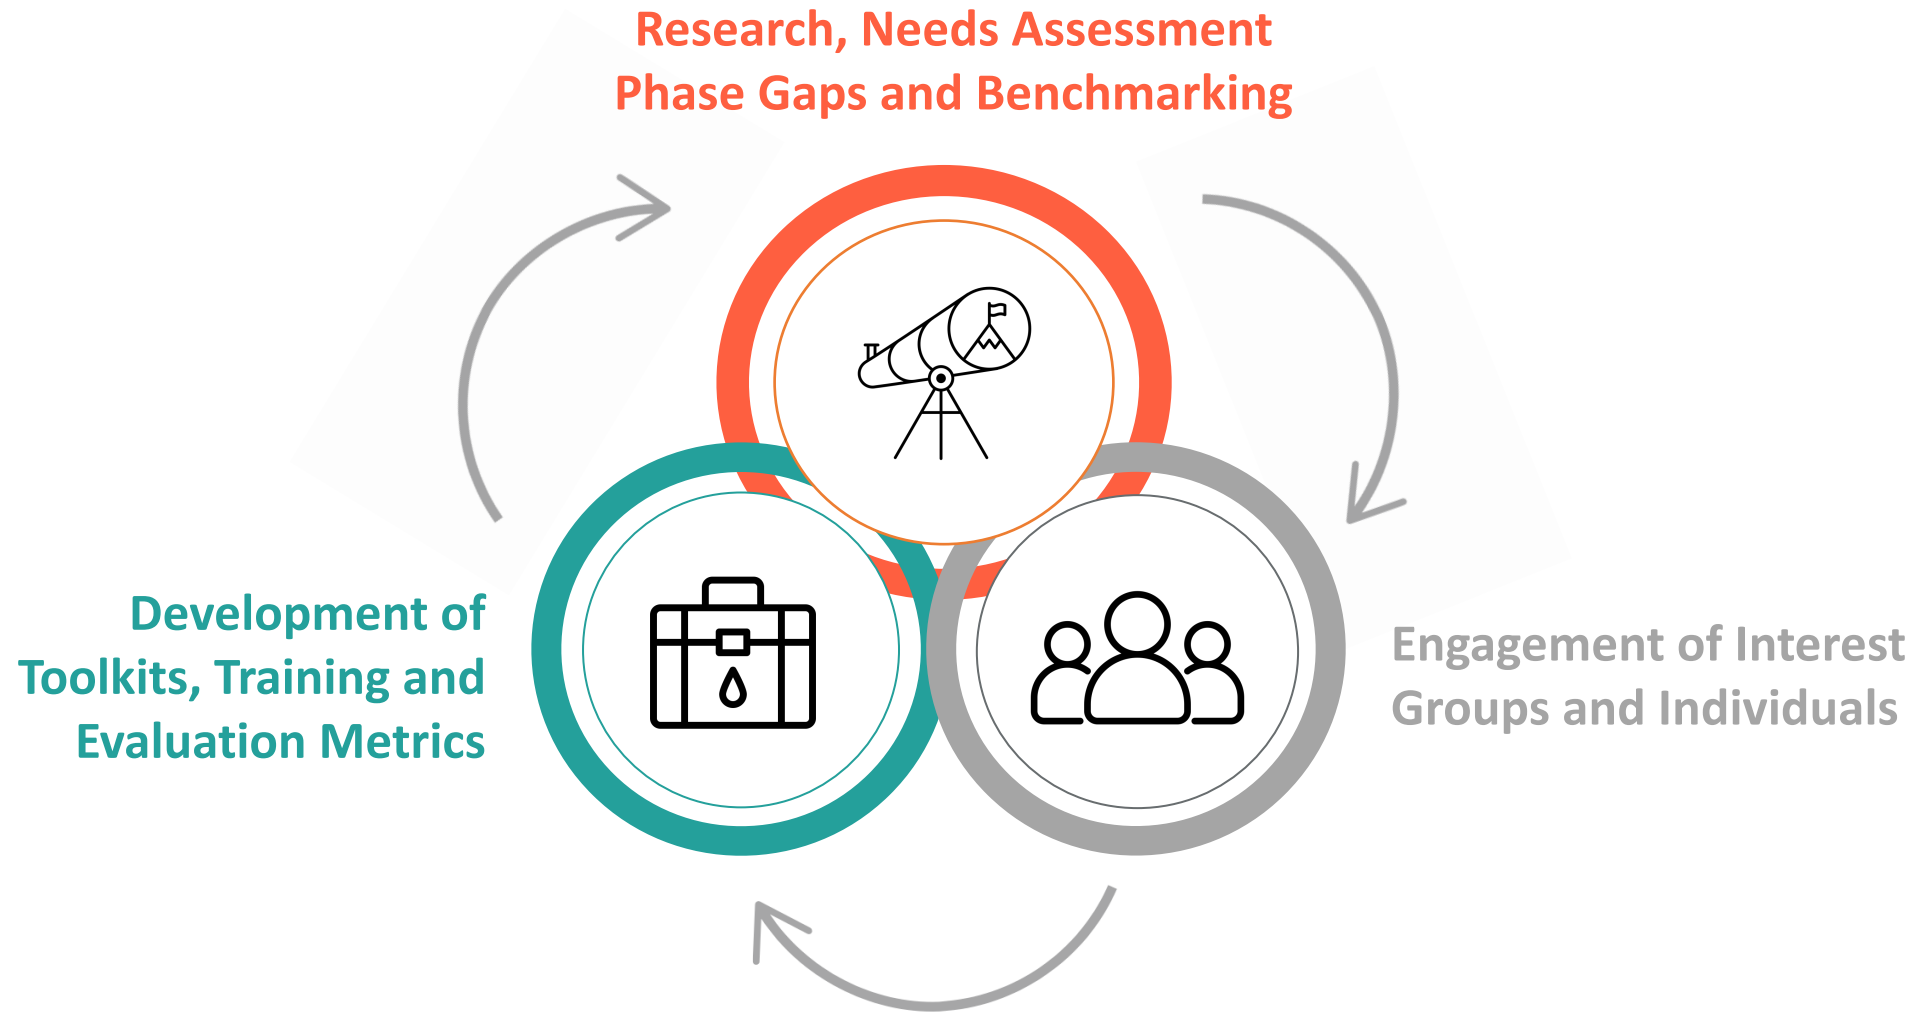 Research, Needs Assessment
Phase Gaps and Benchmarking
Development of
Toolkits, Training and
Evaluation Metrics
Engagement of Interest
Groups and Individuals